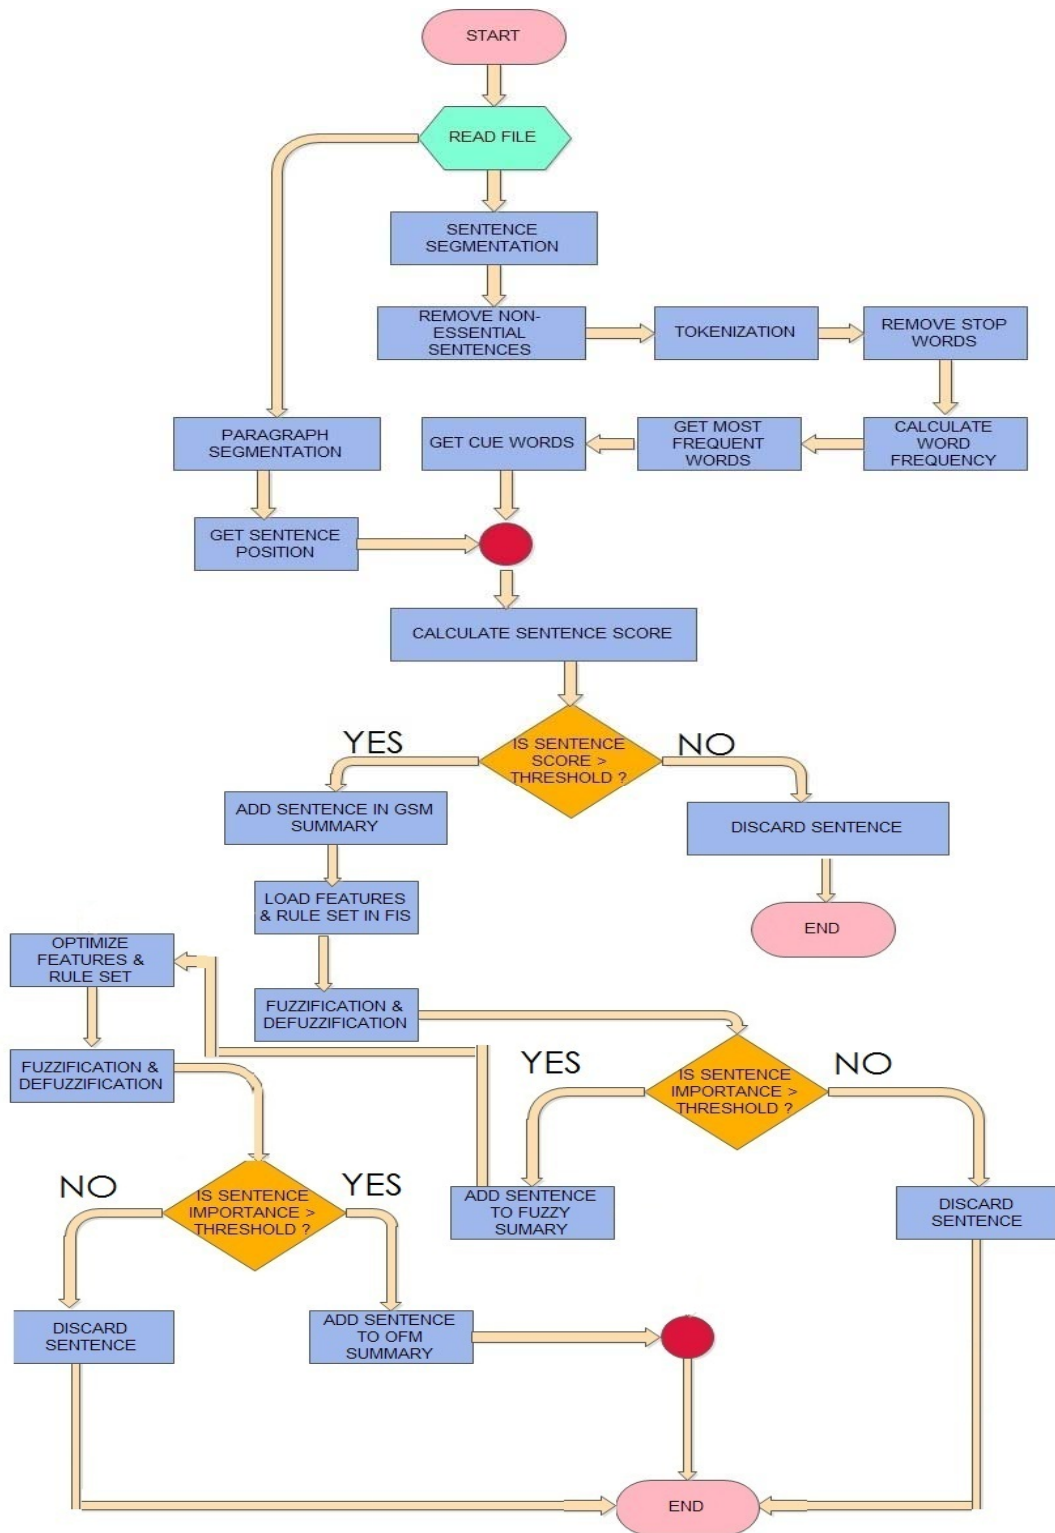 START
READ FILE
SENTENCE
SEGMENTATION
REMOVE NON-
ESSENTIAL
SENTENCES
TOKENIZATION
REMOVE STOP
WORDS
PARAGRAPH
SEGMENTATION
GET CUE WORDS
GET MOST
FREQUENT
WORDS
CALCULATE
WORD
FREQUENCY
GET SENTENCE
POSITION
CALCULATE SENTENCE SCORE
YES
IS SENTENCE
SCORE >
THRESHOLD ?
NO
ADD SENTENCE IN GSM
SUMMARY
DISCARD SENTENCE
LOAD FEATURES
& RULE SET IN FIS
END
OPTIMIZE
FEATURES &
RULE SET
FUZZIFICATION &
DEFUZZIFICATION
FUZZIFICATION &
DEFUZZIFICATION
YES
IS SENTENCE
IMPORTANCE >
THRESHOLD ?
NO
NO
IS SENTENCE
IMPORTANCE >
THRESHOLD ?
YES
ADD SENTENCE
TO FUZZY
SUMARY
DISCARD
SENTENCE
DISCARD
SENTENCE
ADD SENTENCE
TO OFM
SUMMARY
END